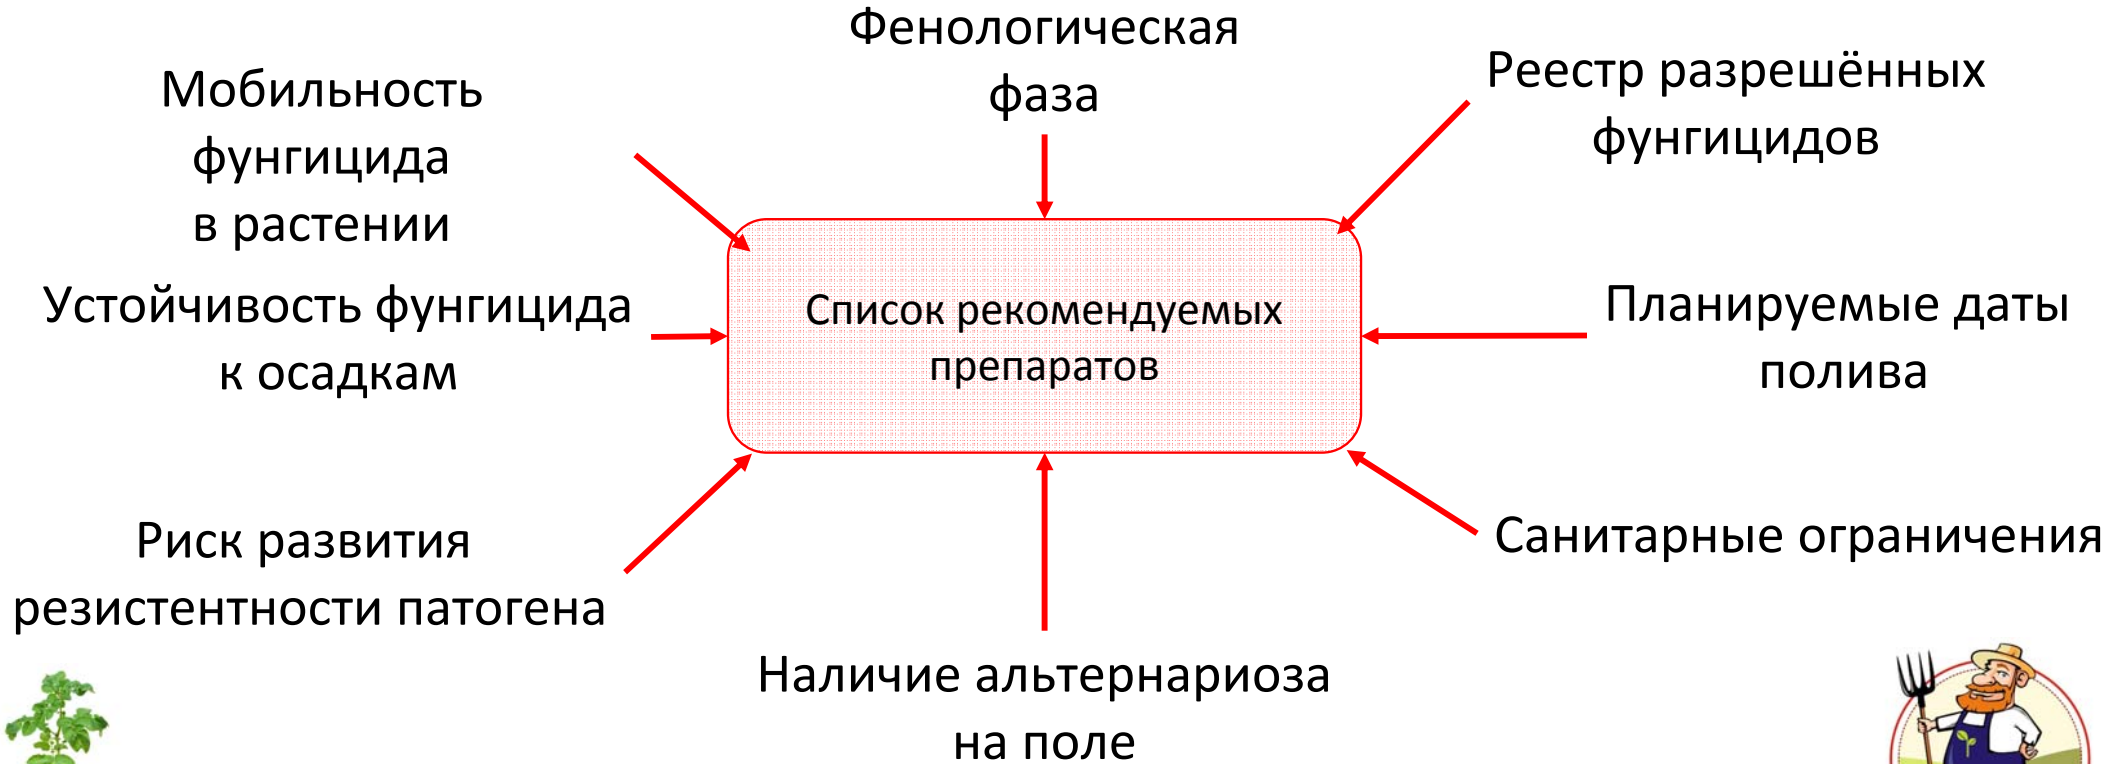 Фенологическая
фаза
Мобильность
фунгицида
в растении
Реестр разрешённых
фунгицидов
Устойчивость фунгицида
к осадкам
Список рекомендуемых
препаратов
Планируемые даты
полива
Риск развития
резистентности патогена
Санитарные ограничения
Наличие альтернариоза
на поле